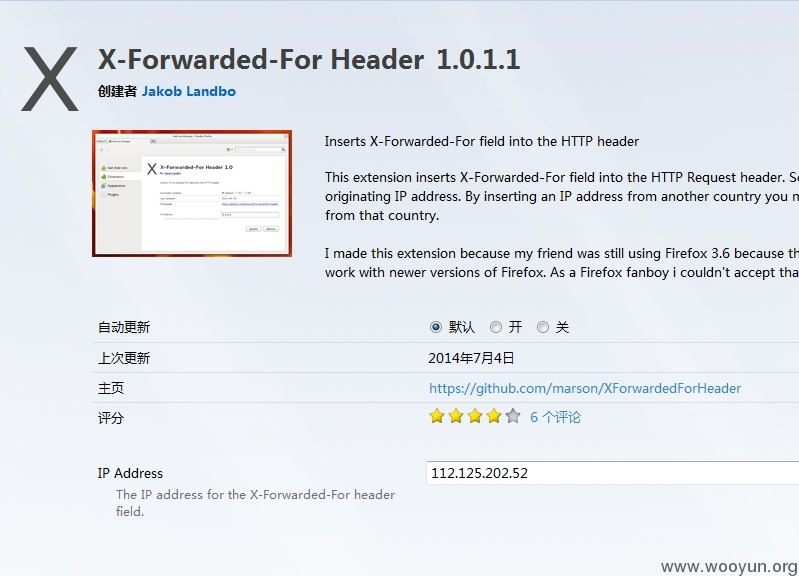 X-Forwarded-For Header 1.0.1.1
创建者 Jakob Landbo
Inserts X-Forwarded-For field into the HTTP header
This extension inserts X-Forwarded-For field into the HTTP Request header. S
originating IP address. By inserting an IP address from another country you
from that country.
I made this extension because my friend was still using Firefox 3.6 because
work with newer versions of Firefox. As a Firefox fanboy i couldn't accept
自动更新 默认 开 关
上次更新 2014年7月4日
主页 https://github.com/marson/XForwardedForHeader
评分 6 个评论
IP Address 112.125.202.52
The IP address for the X-Forwarded-For header
field.
www.wooyun.org